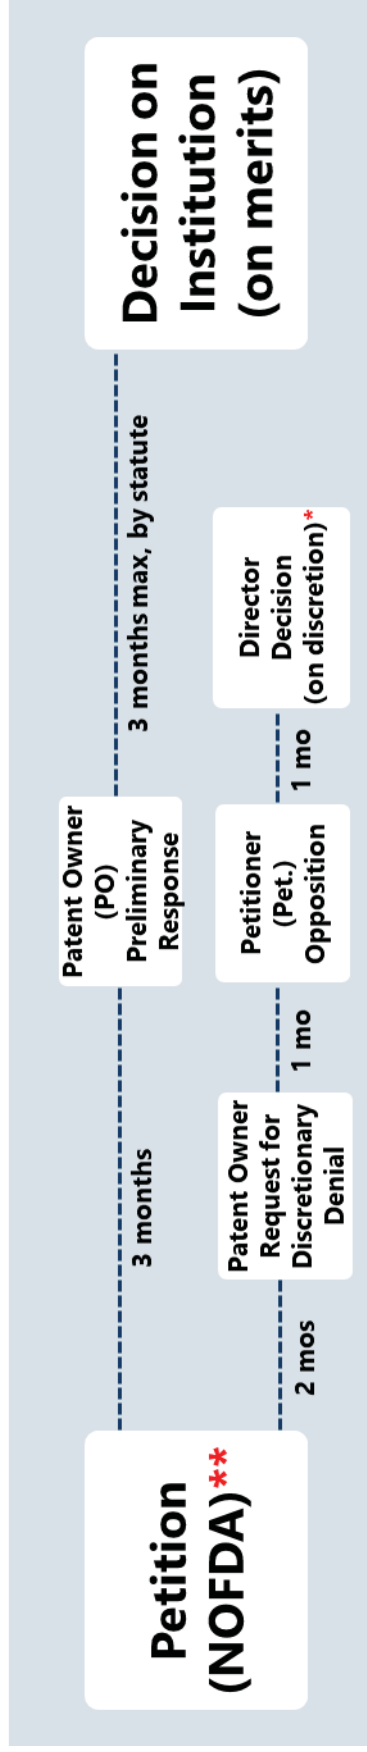 Petition
(NOFDA)**
3 months
Patent Owner
(PO)
Preliminary
Response
3 months max, by statute
Decision on
Institution
(on merits)
2 mos
Patent Owner
Request for
Discretionary
Denial
1 mo
Petitioner
(Pet.)
Opposition
1 mo
Director
Decision
(on discretion)*